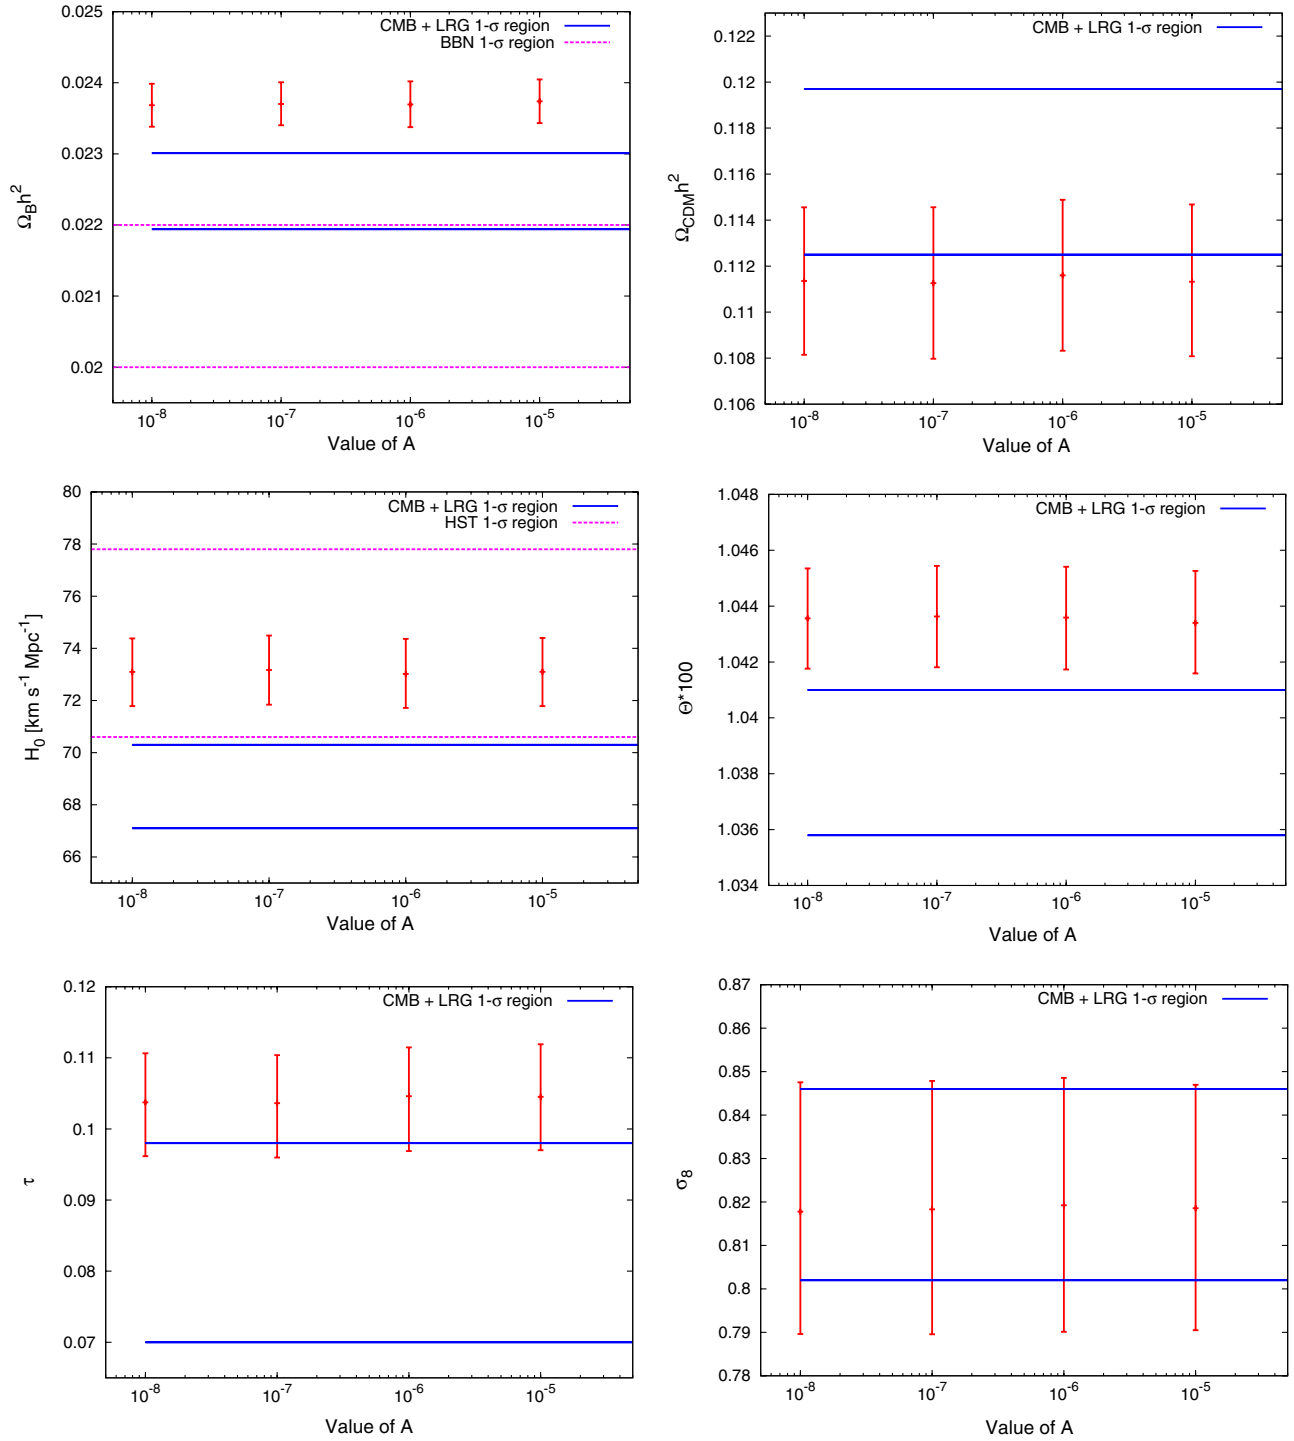 CMB + LRG 1-σ region
BBN 1-σ region
0.025
0.024
0.023
0.022
0.021
0.02
Ω_B h²
10⁻⁸ 10⁻⁷ 10⁻⁶ 10⁻⁵
Value of A
CMB + LRG 1-σ region
0.122
0.12
0.118
0.116
0.114
0.112
0.11
0.108
0.106
Ω_CDM h²
10⁻⁸ 10⁻⁷ 10⁻⁶ 10⁻⁵
Value of A
CMB + LRG 1-σ region
HST 1-σ region
80
78
76
74
72
70
68
66
H₀ [km s⁻¹ Mpc⁻¹]
10⁻⁸ 10⁻⁷ 10⁻⁶ 10⁻⁵
Value of A
CMB + LRG 1-σ region
1.048
1.046
1.044
1.042
1.04
1.038
1.036
1.034
Θ*100
10⁻⁸ 10⁻⁷ 10⁻⁶ 10⁻⁵
Value of A
CMB + LRG 1-σ region
0.12
0.11
0.1
0.09
0.08
0.07
τ
10⁻⁸ 10⁻⁷ 10⁻⁶ 10⁻⁵
Value of A
CMB + LRG 1-σ region
0.87
0.86
0.85
0.84
0.83
0.82
0.81
0.8
0.79
0.78
σ₈
10⁻⁸ 10⁻⁷ 10⁻⁶ 10⁻⁵
Value of A